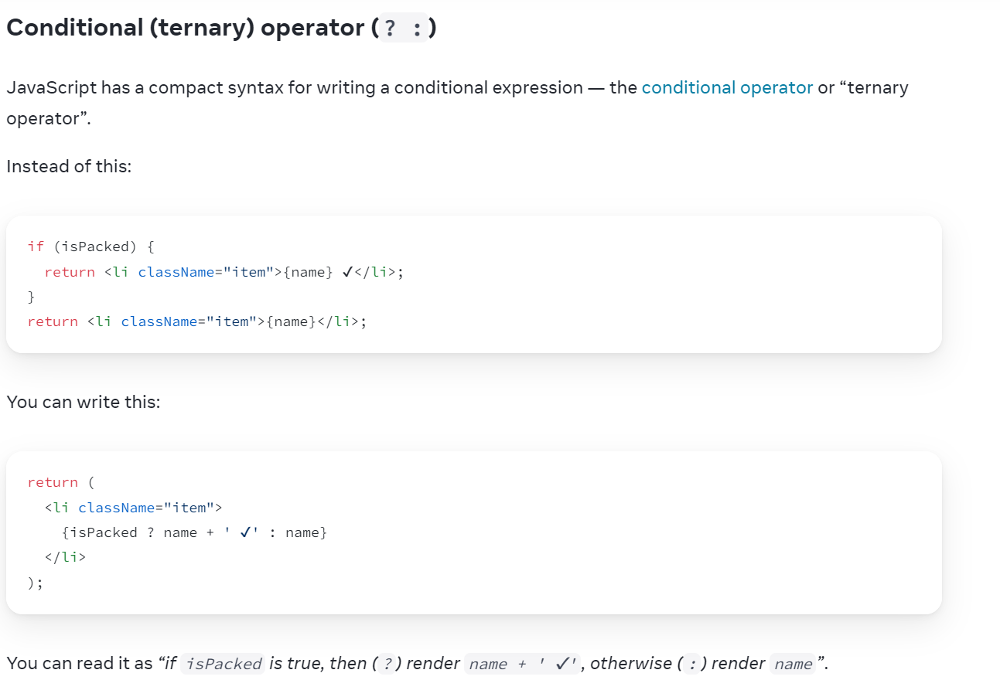 Conditional (ternary) operator (? :)
JavaScript has a compact syntax for writing a conditional expression — the conditional operator or “ternary
operator”.
Instead of this:
if (isPacked) {
  return <li className="item">{name} ✓</li>;
}
return <li className="item">{name}</li>;
You can write this:
return (
  <li className="item">
    {isPacked ? name + ' ✓' : name}
  </li>
);
You can read it as “if isPacked is true, then (?) render name + ' ✓', otherwise (:) render name”.